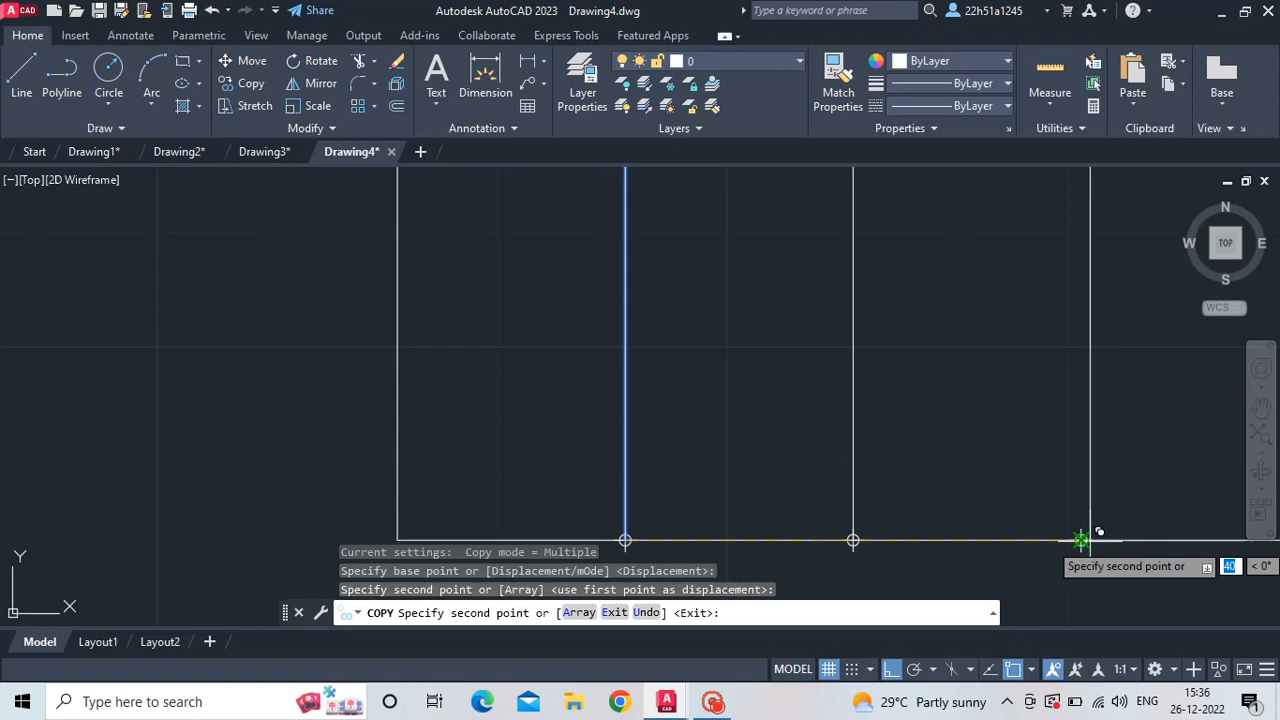 CAD Share Autodesk AutoCAD 2023 Drawing4.dwg Type a keyword or phrase 22h51a1245
Home Insert Annotate Parametric View Manage Output Add-ins Collaborate Express Tools Featured Apps
Line Polyline Circle Arc
Move Rotate
Copy Mirror
Stretch Scale
Text Dimension
Layer Properties
0
Match Properties
ByLayer
ByLayer
ByLayer
Measure Paste Base
Draw Modify Annotation Layers Properties Utilities Clipboard View
Start Drawing1* Drawing2* Drawing3* Drawing4*
[−][Top][2D Wireframe]
N
W TOP E
S
WCS
Current settings: Copy mode = Multiple
Specify base point or [Displacement/mOde] <Displacement>:
Specify second point or 40 < 0°
Specify second point or [Array] <use first point as displacement>:
COPY Specify second point or [Array Exit Undo] <Exit>:
Y
X
Model Layout1 Layout2
MODEL 1:1
Type here to search 29°C Partly sunny ENG 15:36
26-12-2022 1